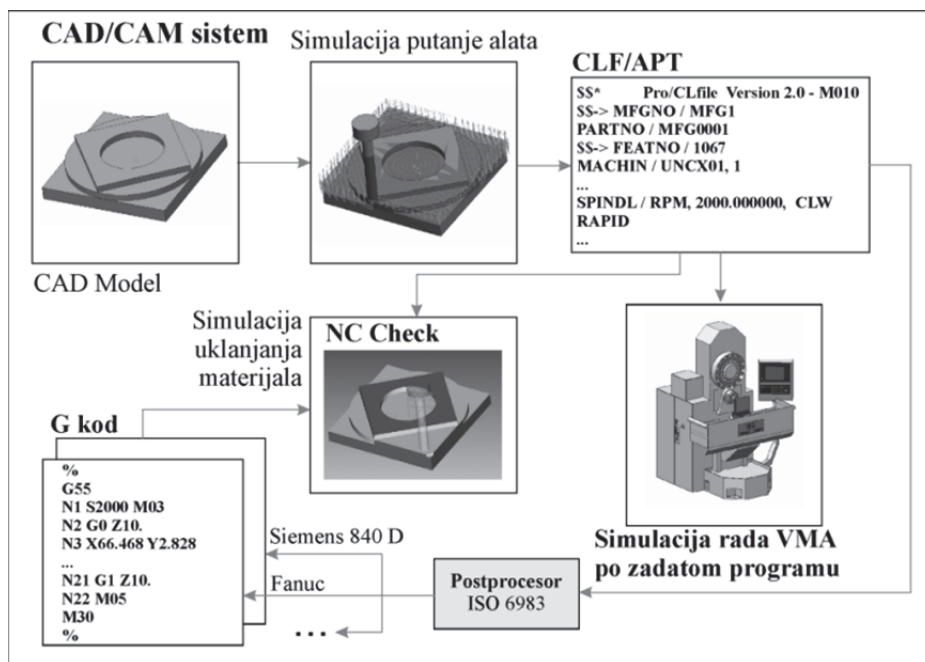 CAD/CAM sistem
Simulacija putanje alata
CLF/APT
$$* Pro/CLfile Version 2.0 - M010
$$-> MFGNO / MFG1
PARTNO / MFG0001
$$-> FEATNO / 1067
MACHIN / UNCX01, 1
...
SPINDL / RPM, 2000.000000, CLW
RAPID
...
CAD Model
Simulacija
uklanjanja
materijala
NC Check
G kod
%
G55
N1 S2000 M03
N2 G0 Z10.
N3 X66.468 Y2.828
...
N21 G1 Z10.
N22 M05
M30
%
Siemens 840 D
Fanuc
...
Postprocesor
ISO 6983
Simulacija rada VMA
po zadatom programu